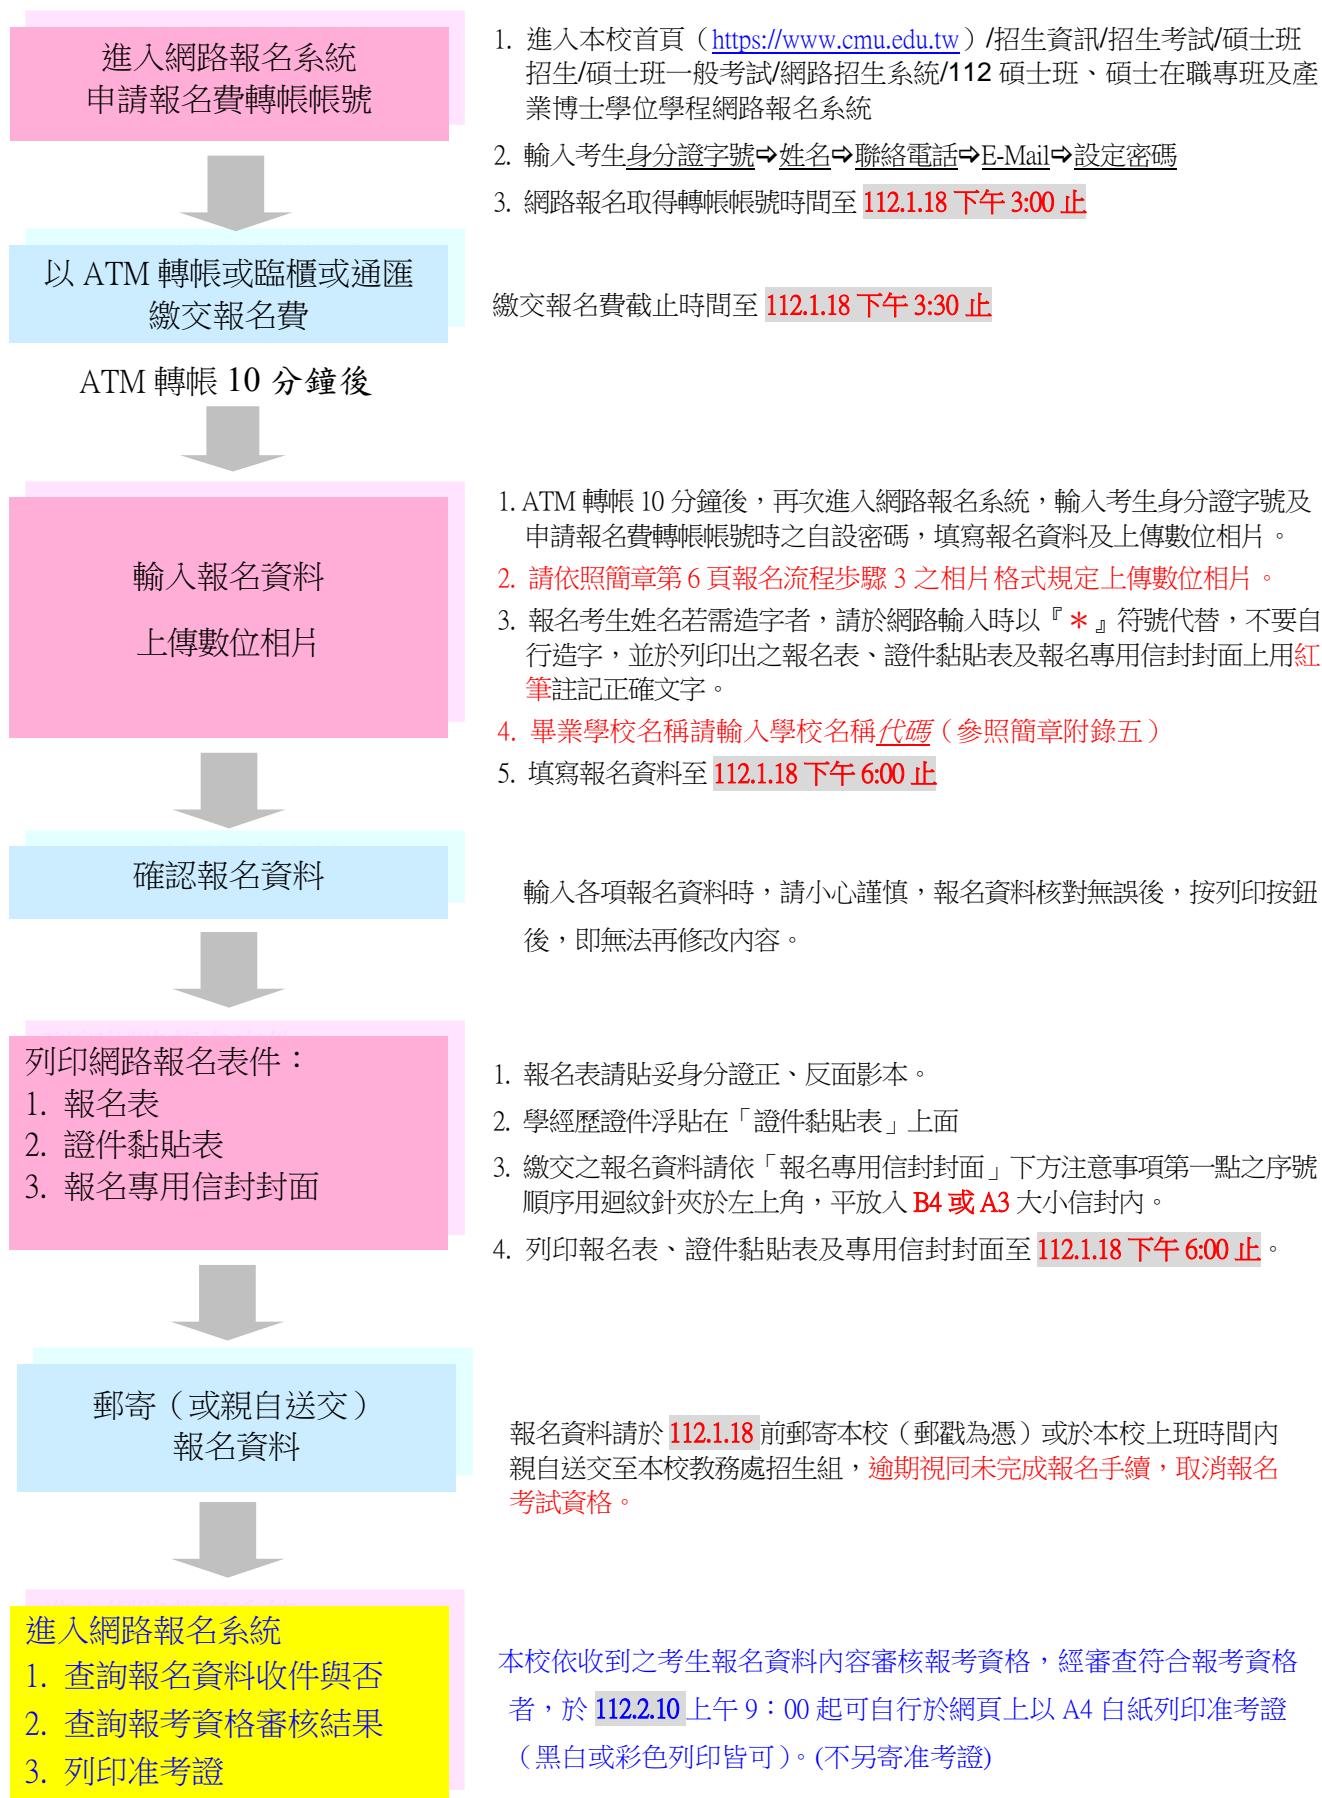 進入網路報名系統
申請報名費轉帳帳號
1. 進入本校首頁（https://www.cmu.edu.tw）/招生資訊/招生考試/碩士班
招生/碩士班一般考試/網路招生系統/112 碩士班、碩士在職專班及產
業博士學位學程網路報名系統
2. 輸入考生身分證字號⇨姓名⇨聯絡電話⇨E-Mail⇨設定密碼
3. 網路報名取得轉帳帳號時間至 112.1.18 下午 3:00 止
以 ATM 轉帳或臨櫃或通匯
繳交報名費
繳交報名費截止時間至 112.1.18 下午 3:30 止
ATM 轉帳 10 分鐘後
輸入報名資料
上傳數位相片
1. ATM 轉帳 10 分鐘後，再次進入網路報名系統，輸入考生身分證字號及
申請報名費轉帳帳號時之自設密碼，填寫報名資料及上傳數位相片。
2. 請依照簡章第 6 頁報名流程步驟 3 之相片格式規定上傳數位相片。
3. 報名考生姓名若需造字者，請於網路輸入時以『＊』符號代替，不要自
行造字，並於列印出之報名表、證件黏貼表及報名專用信封封面上用紅
筆註記正確文字。
4. 畢業學校名稱請輸入學校名稱代碼（參照簡章附錄五）
5. 填寫報名資料至 112.1.18 下午 6:00 止
確認報名資料
輸入各項報名資料時，請小心謹慎，報名資料核對無誤後，按列印按鈕
後，即無法再修改內容。
列印網路報名表件：
1. 報名表
2. 證件黏貼表
3. 報名專用信封封面
1. 報名表請貼妥身分證正、反面影本。
2. 學經歷證件浮貼在「證件黏貼表」上面
3. 繳交之報名資料請依「報名專用信封封面」下方注意事項第一點之序號
順序用迴紋針夾於左上角，平放入 B4 或 A3 大小信封內。
4. 列印報名表、證件黏貼表及專用信封封面至 112.1.18 下午 6:00 止。
郵寄（或親自送交）
報名資料
報名資料請於 112.1.18 前郵寄本校（郵戳為憑）或於本校上班時間內
親自送交至本校教務處招生組，逾期視同未完成報名手續，取消報名
考試資格。
進入網路報名系統
1. 查詢報名資料收件與否
2. 查詢報考資格審核結果
3. 列印准考證
本校依收到之考生報名資料內容審核報考資格，經審查符合報考資格
者，於 112.2.10 上午 9：00 起可自行於網頁上以 A4 白紙列印准考證
（黑白或彩色列印皆可）。(不另寄准考證)